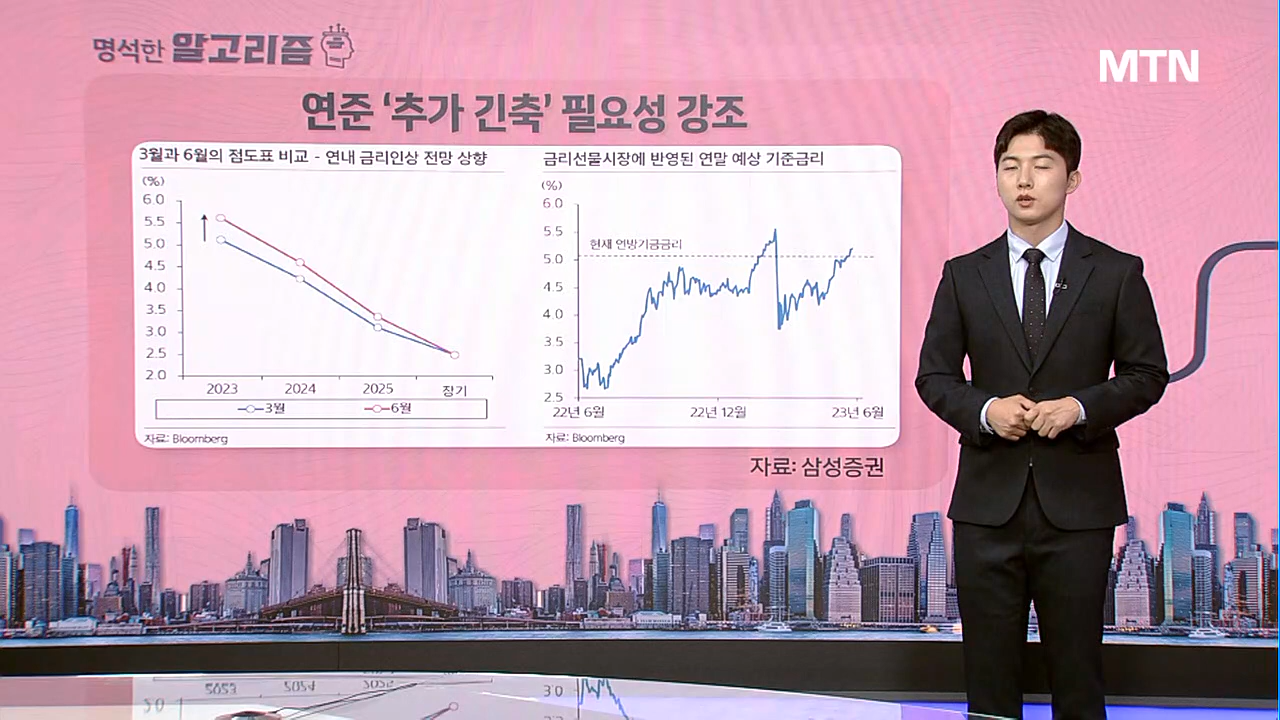 명석한 알고리즘
MTN
연준 ‘추가 긴축’ 필요성 강조
3월과 6월의 점도표 비교 - 연내 금리인상 전망 상향
(%)
6.0
5.5
5.0
4.5
4.0
3.5
3.0
2.5
2.0
2023 2024 2025 장기
3월 6월
자료: Bloomberg
금리선물시장에 반영된 연말 예상 기준금리
(%)
6.0
5.5
5.0
4.5
4.0
3.5
3.0
2.5
현재 연방기금금리
22년 6월 22년 12월 23년 6월
자료: Bloomberg
자료: 삼성증권